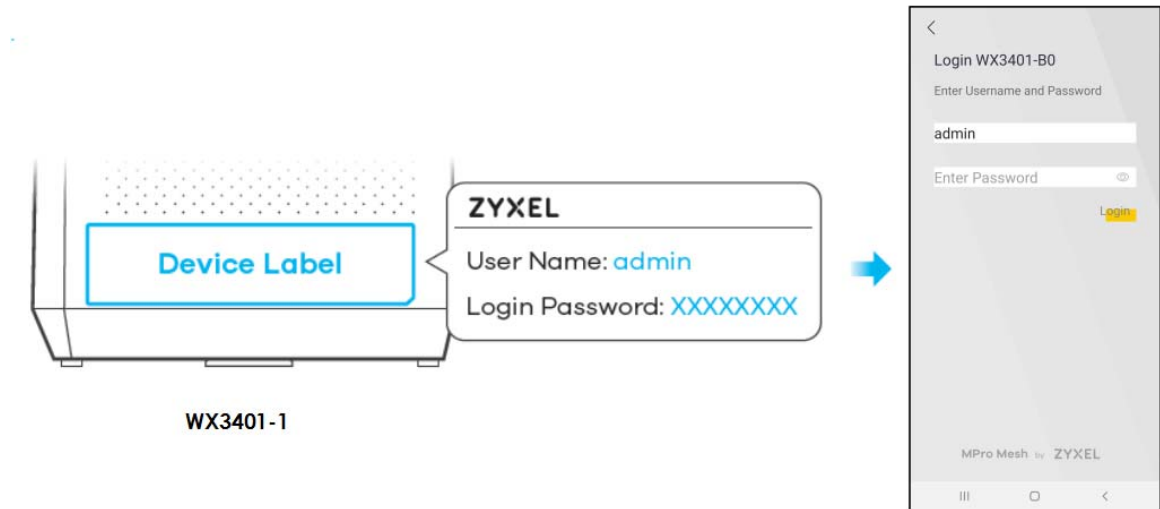 Device Label
ZYXEL
User Name: admin
Login Password: XXXXXXXX
WX3401-1
Login WX3401-B0
Enter Username and Password
admin
Enter Password
Login
MPro Mesh by ZYXEL